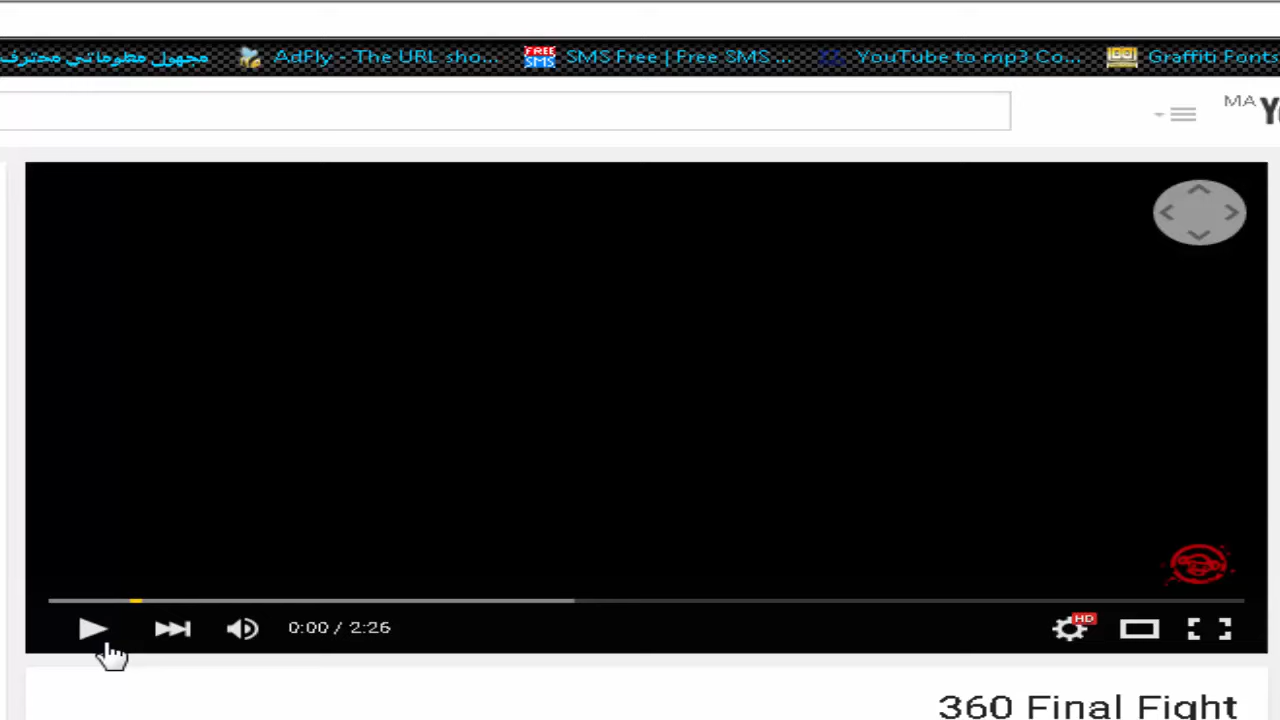 مجهول معلوماتي محترف
AdFly - The URL sho...
FREE SMS
SMS Free | Free SMS ...
YouTube to mp3 Co...
Graffiti Fonts
MA
0:00 / 2:26
HD
360 Final Fight